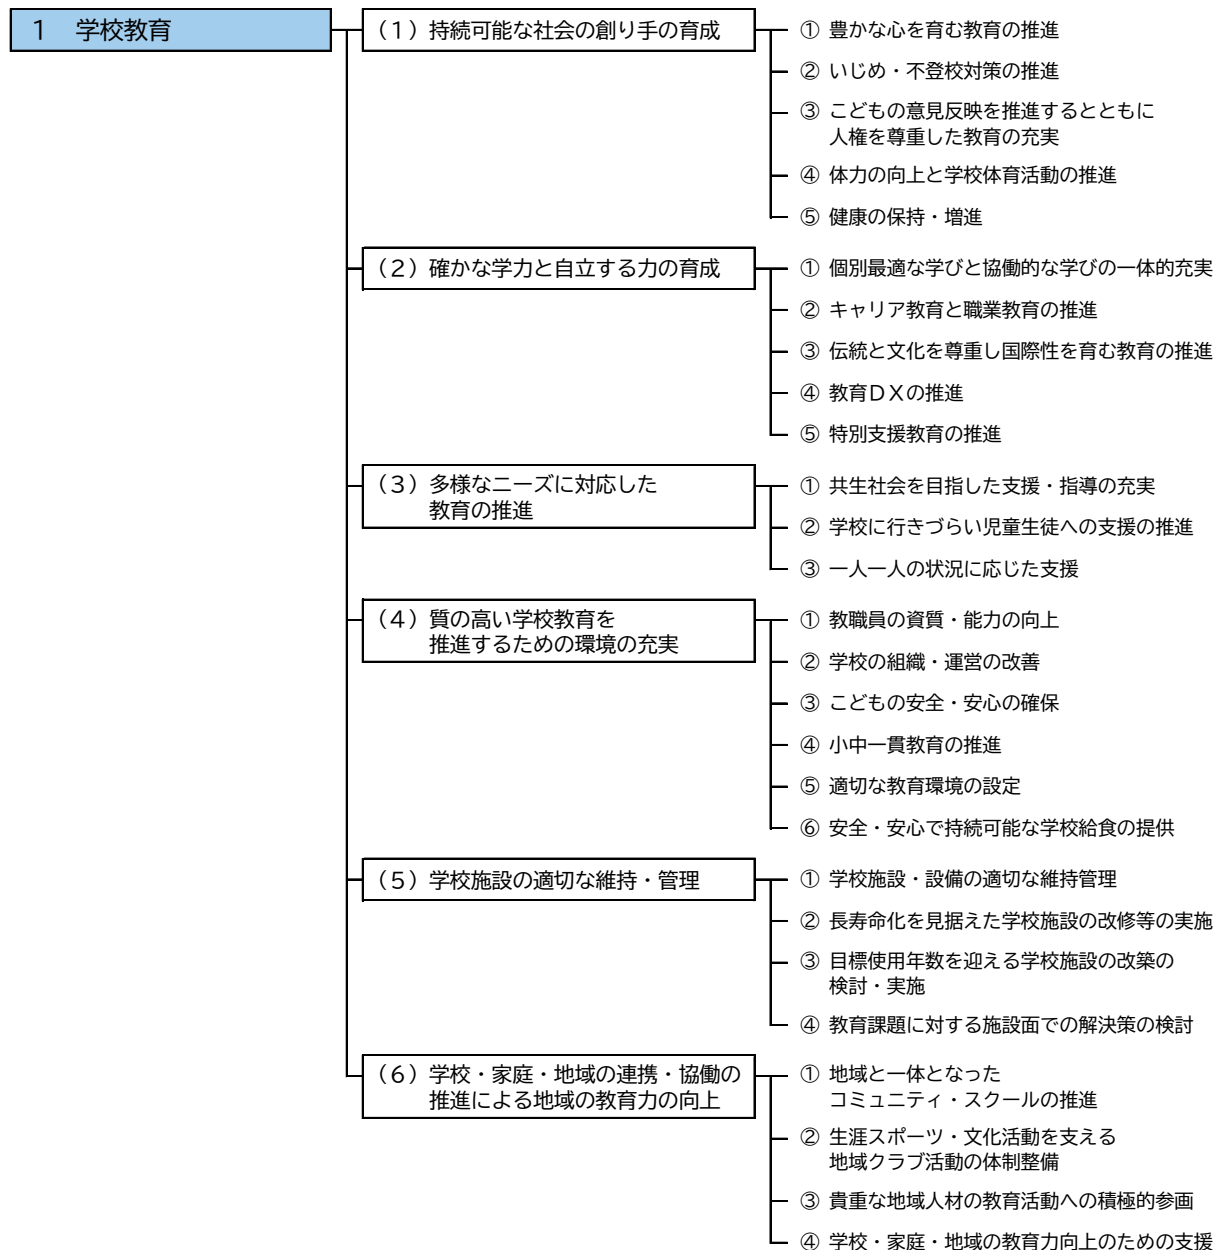 1 学校教育
(1)持続可能な社会の創り手の育成
① 豊かな心を育む教育の推進
② いじめ・不登校対策の推進
③ こどもの意見反映を推進するとともに
人権を尊重した教育の充実
④ 体力の向上と学校体育活動の推進
⑤ 健康の保持・増進
(2)確かな学力と自立する力の育成
① 個別最適な学びと協働的な学びの一体的充実
② キャリア教育と職業教育の推進
③ 伝統と文化を尊重し国際性を育む教育の推進
④ 教育DXの推進
⑤ 特別支援教育の推進
(3)多様なニーズに対応した
教育の推進
① 共生社会を目指した支援・指導の充実
② 学校に行きづらい児童生徒への支援の推進
③ 一人一人の状況に応じた支援
(4)質の高い学校教育を
推進するための環境の充実
① 教職員の資質・能力の向上
② 学校の組織・運営の改善
③ こどもの安全・安心の確保
④ 小中一貫教育の推進
⑤ 適切な教育環境の設定
⑥ 安全・安心で持続可能な学校給食の提供
(5)学校施設の適切な維持・管理
① 学校施設・設備の適切な維持管理
② 長寿命化を見据えた学校施設の改修等の実施
③ 目標使用年数を迎える学校施設の改築の
検討・実施
④ 教育課題に対する施設面での解決策の検討
(6)学校・家庭・地域の連携・協働の
推進による地域の教育力の向上
① 地域と一体となった
コミュニティ・スクールの推進
② 生涯スポーツ・文化活動を支える
地域クラブ活動の体制整備
③ 貴重な地域人材の教育活動への積極的参画
④ 学校・家庭・地域の教育力向上のための支援